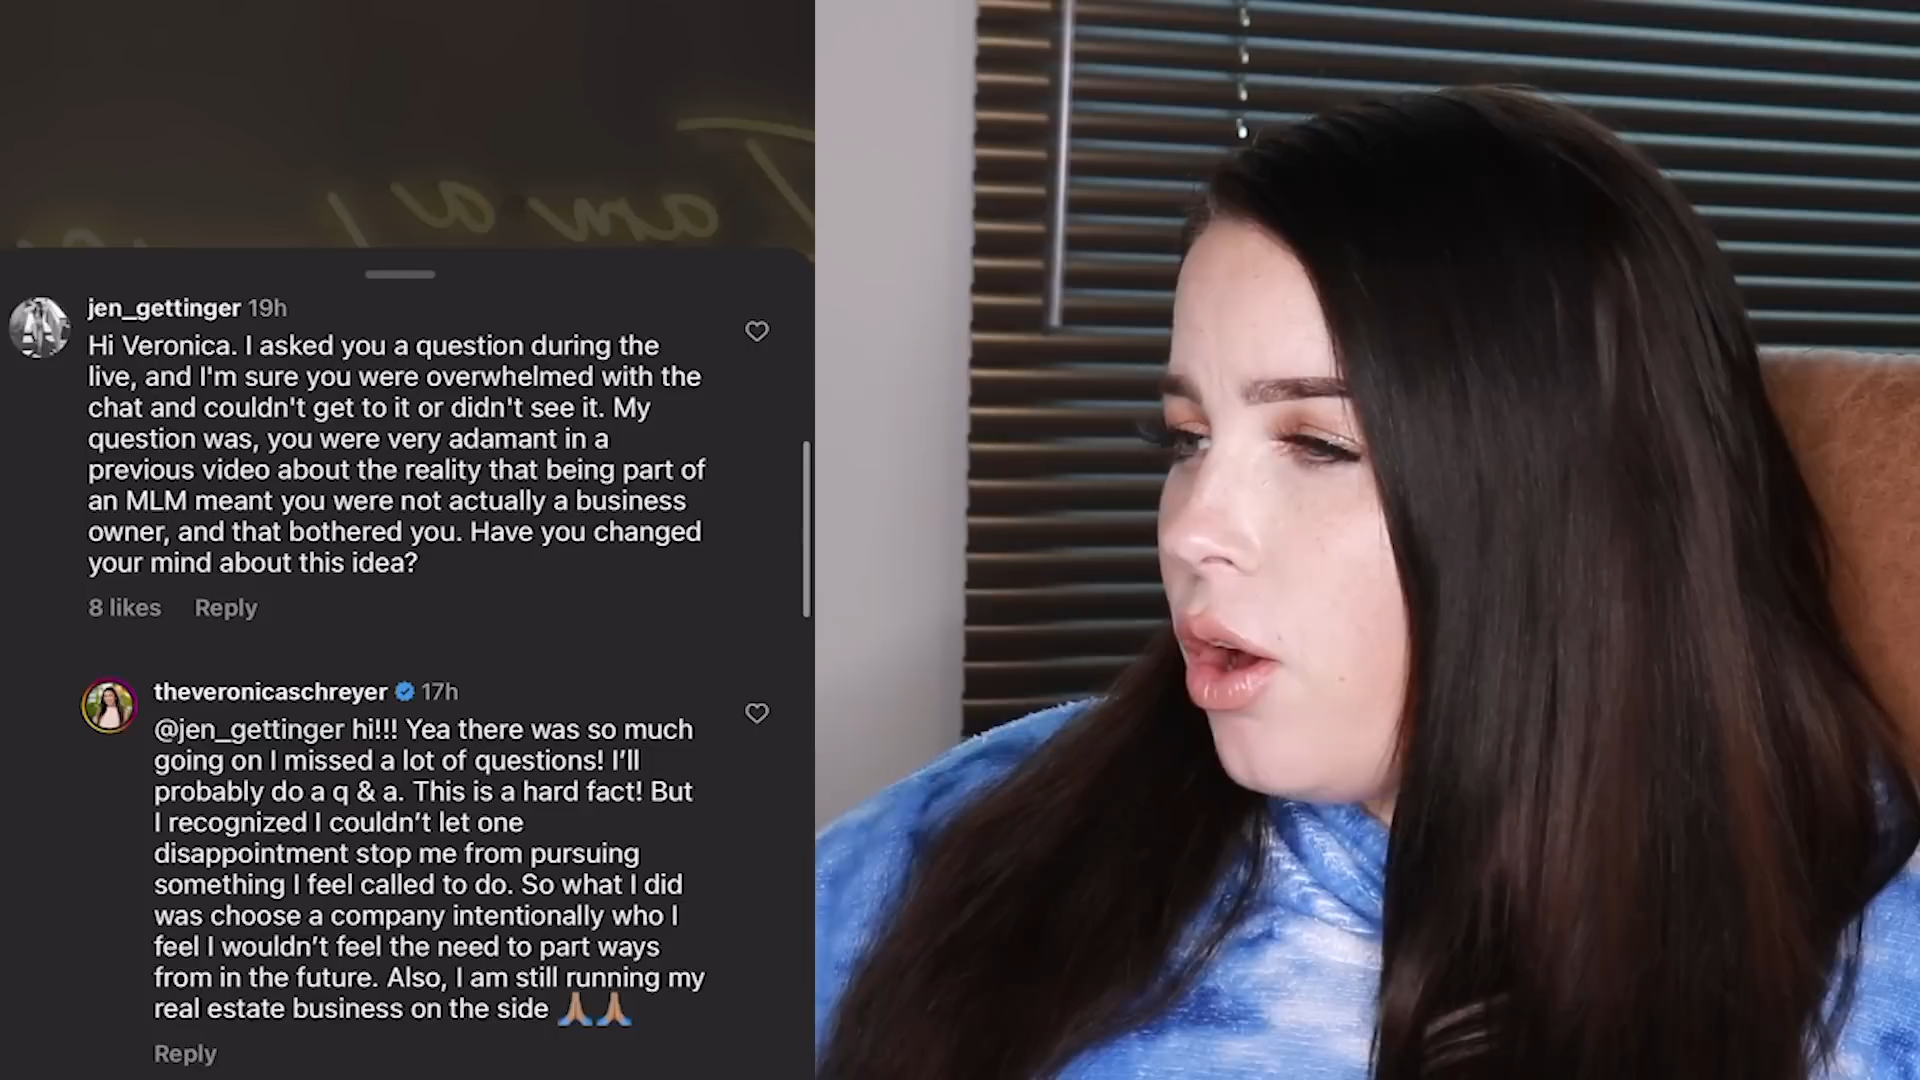 I am a
jen_gettinger 19h
Hi Veronica. I asked you a question during the
live, and I'm sure you were overwhelmed with the
chat and couldn't get to it or didn't see it. My
question was, you were very adamant in a
previous video about the reality that being part of
an MLM meant you were not actually a business
owner, and that bothered you. Have you changed
your mind about this idea?
8 likes Reply
theveronicaschreyer 17h
@jen_gettinger hi!!! Yea there was so much
going on I missed a lot of questions! I’ll
probably do a q & a. This is a hard fact! But
I recognized I couldn’t let one
disappointment stop me from pursuing
something I feel called to do. So what I did
was choose a company intentionally who I
feel I wouldn’t feel the need to part ways
from in the future. Also, I am still running my
real estate business on the side 🙏🏽🙏🏽
Reply